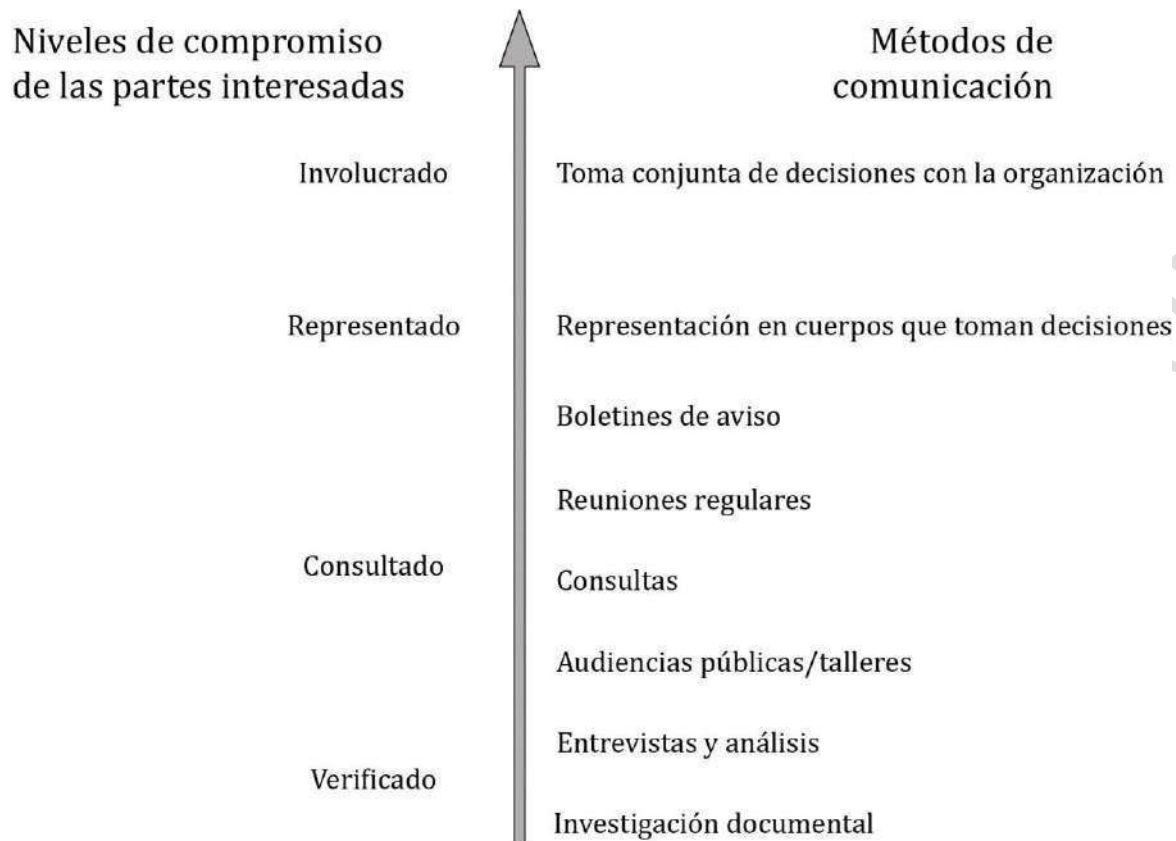 Niveles de compromiso
de las partes interesadas
Métodos de
comunicación
Involucrado
Toma conjunta de decisiones con la organización
Representado
Representación en cuerpos que toman decisiones
Boletines de aviso
Reuniones regulares
Consultado
Consultas
Audiencias públicas/talleres
Entrevistas y análisis
Verificado
Investigación documental